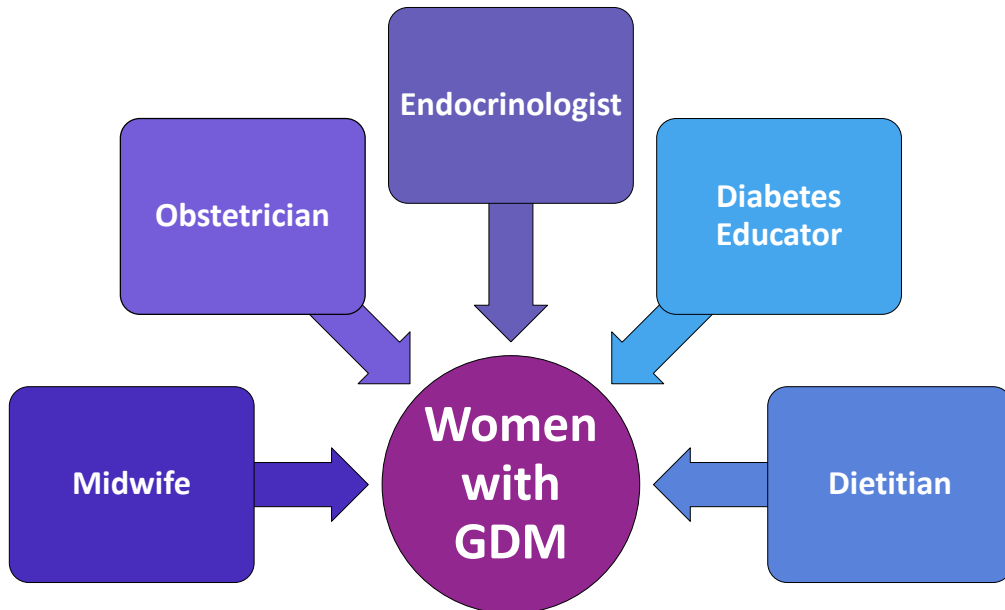 Endocrinologist
Obstetrician
Diabetes
Educator
Midwife
Women
with
GDM
Dietitian